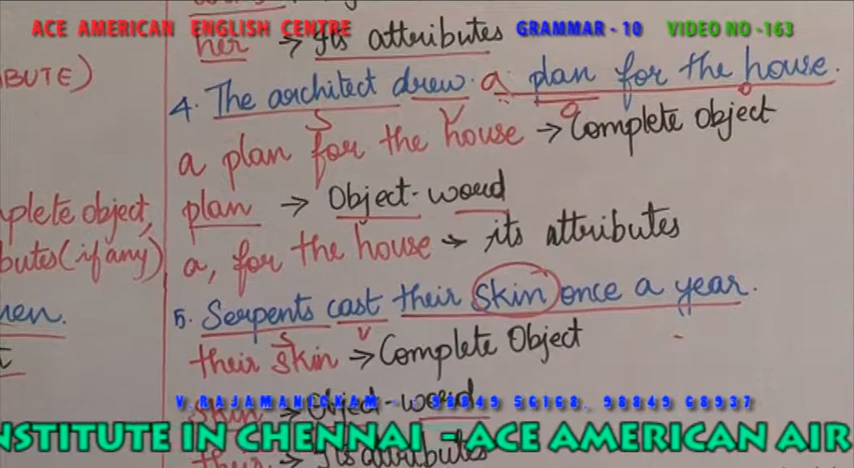 ACE AMERICAN ENGLISH CENTRE GRAMMAR - 10 VIDEO NO -163
her → Its attributes
BUTE)
4. The architect drew a plan for the house.
S V O
a plan for the house → Complete object
plete object,
plan → Object-word
butes (if any)
a, for the house → its attributes
5. Serpents cast their skin once a year.
S V
their skin → Complete Object
V RAJAMANICKAM - 98849 56168, 98849 68937
skin → Object-word
NSTITUTE IN CHENNAI - ACE AMERICAN AIR
their → Its attributes